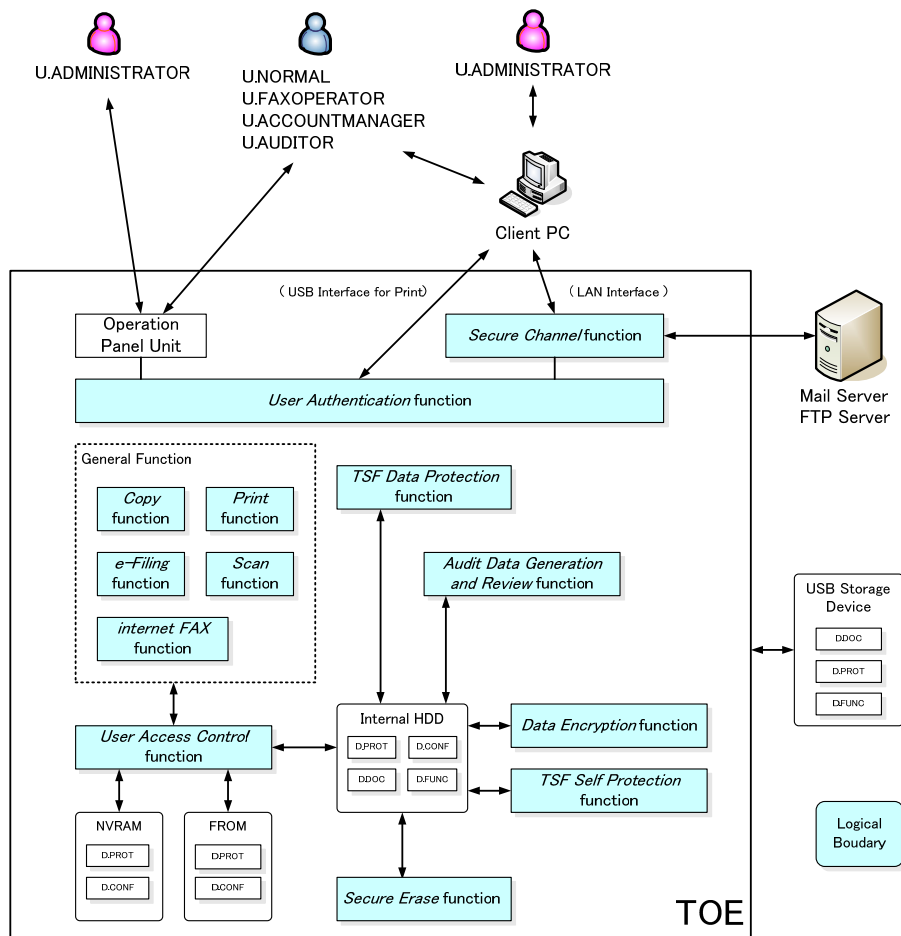 U.ADMINISTRATOR
U.NORMAL
U.FAXOPERATOR
U.ACCOUNTMANAGER
U.AUDITOR
U.ADMINISTRATOR
Client PC
( USB Interface for Print)
( LAN Interface )
Operation
Panel Unit
Secure Channel function
User Authentication function
Mail Server
FTP Server
General Function
Copy
function
Print
function
e-Filing
function
Scan
function
internet FAX
function
TSF Data Protection
function
Audit Data Generation
and Review function
USB Storage
Device
D.DOC
D.PROT
D.FUNC
User Access Control
function
Internal HDD
D.PROT
D.CONF
D.DOC
D.FUNC
Data Encryption function
TSF Self Protection
function
NVRAM
D.PROT
D.CONF
FROM
D.PROT
D.CONF
Secure Erase function
Logical
Boudary
TOE